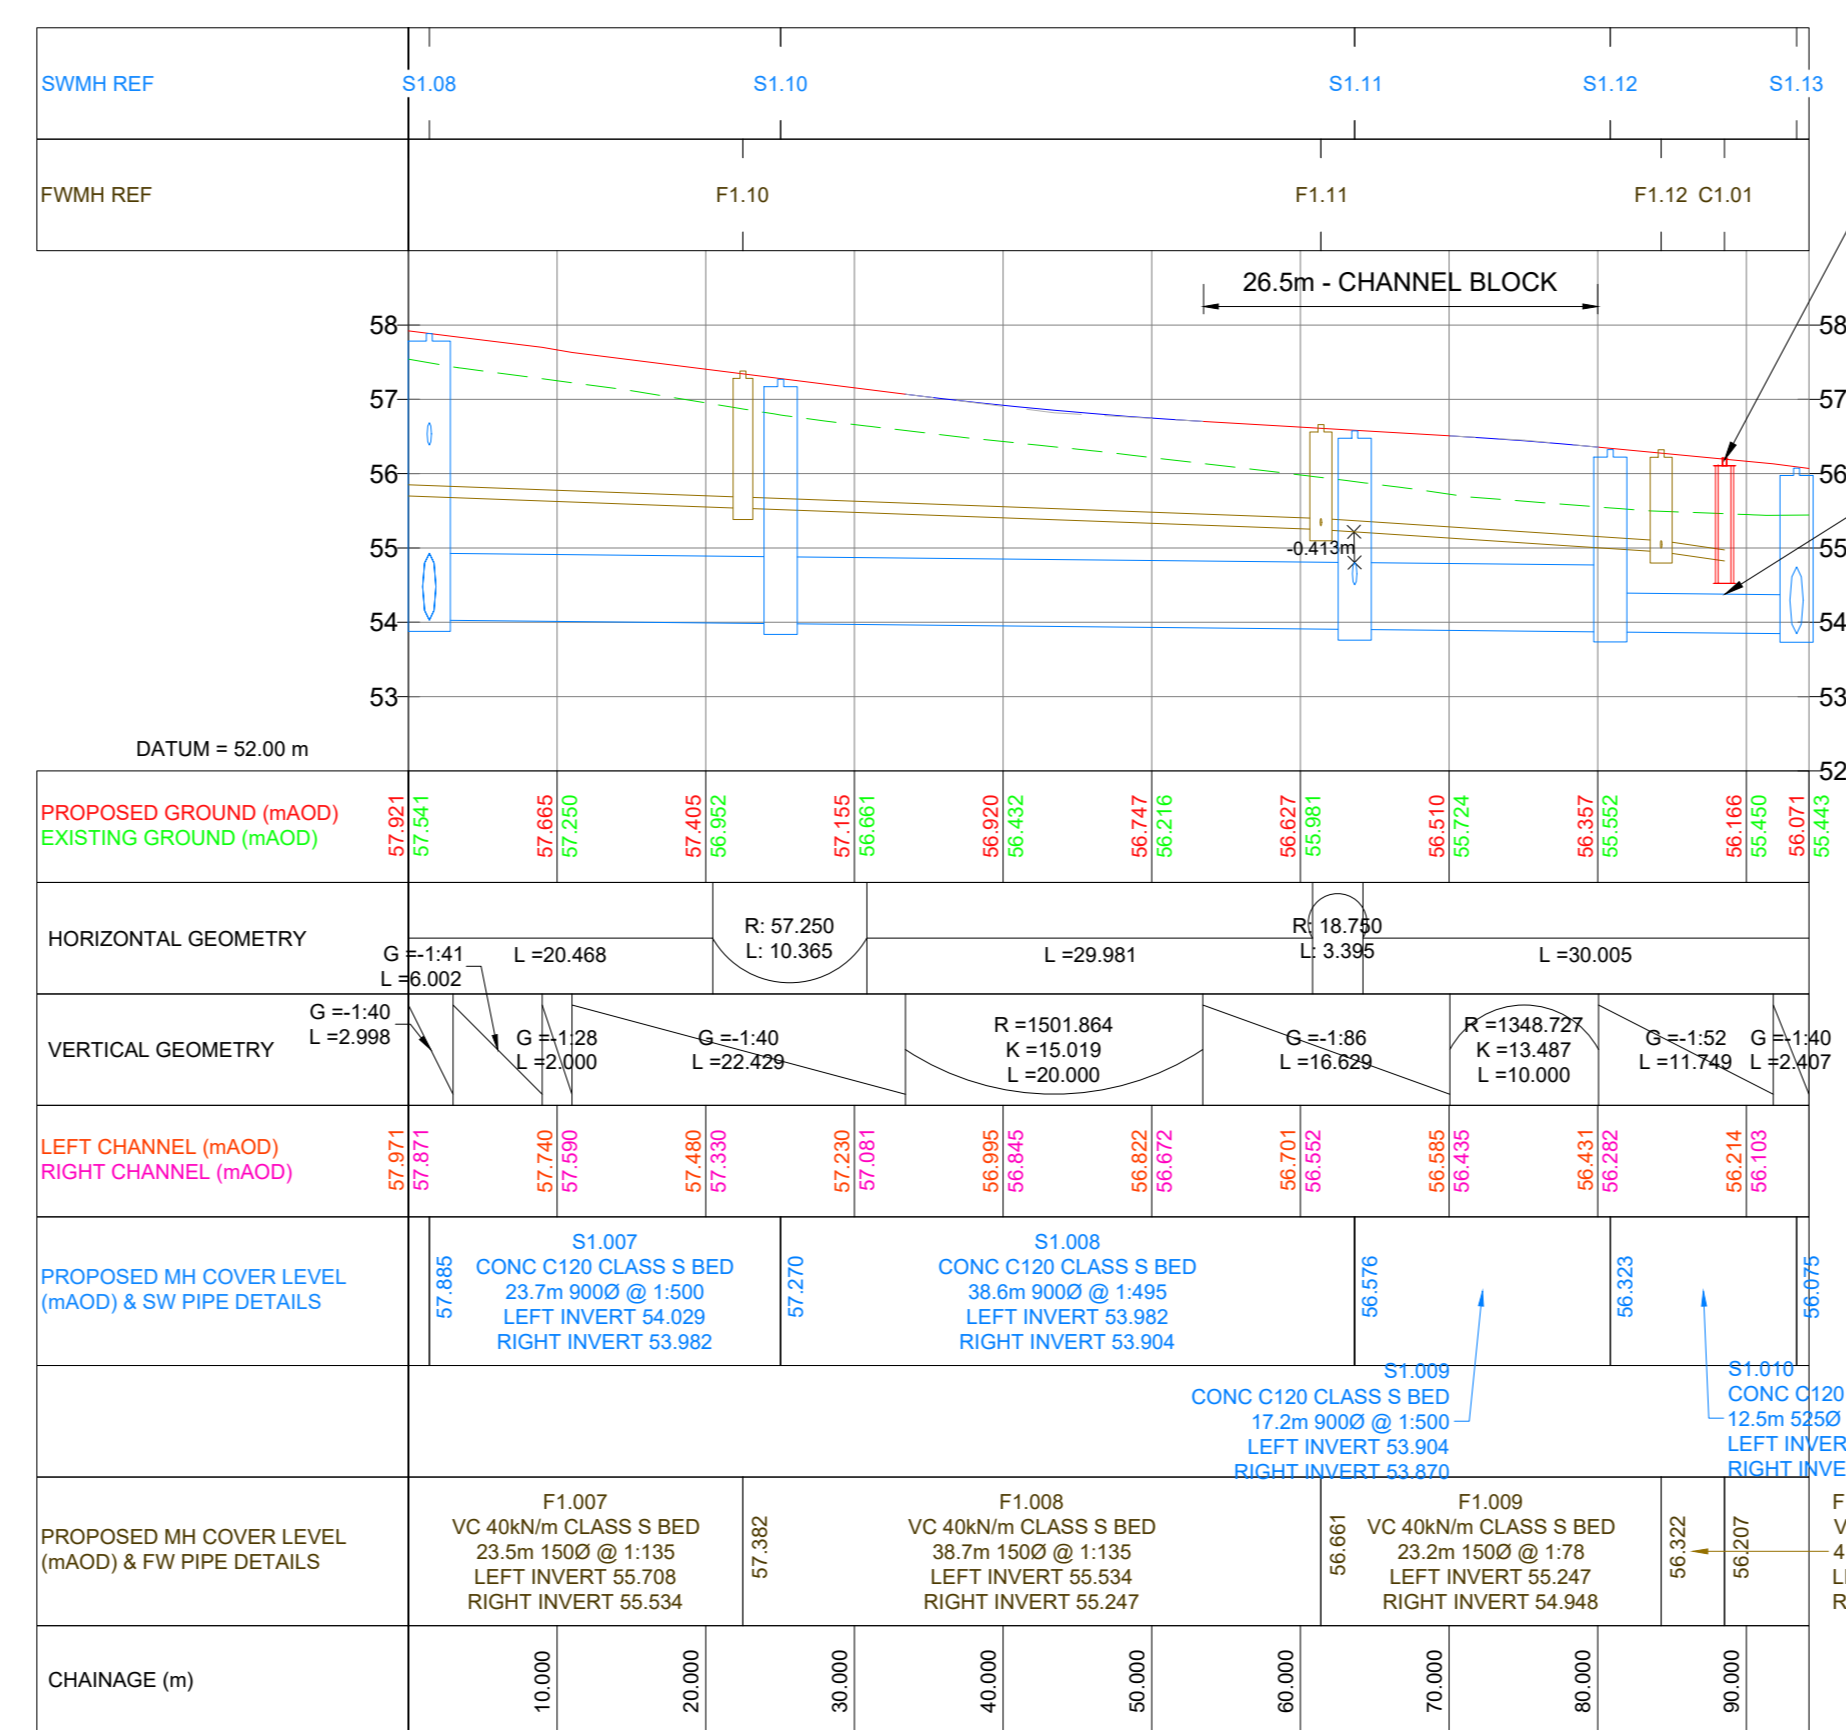 SWMH REF
S1.08
S1.10
S1.11
S1.12
S1.13
FWMH REF
F1.10
F1.11
F1.12
C1.01
26.5m - CHANNEL BLOCK
58
57
56
55
54
53
58
57
56
55
54
53
52
-0.413m
DATUM = 52.00 m
PROPOSED GROUND (mAOD)
EXISTING GROUND (mAOD)
57.921
57.541
57.665
57.250
57.405
56.952
57.155
56.661
56.920
56.432
56.747
56.216
56.627
55.981
56.510
55.724
56.357
55.552
56.166
55.450
56.071
55.443
HORIZONTAL GEOMETRY
L =20.468
R: 57.250
L: 10.365
L =29.981
R: 18.750
L: 3.395
L =30.005
VERTICAL GEOMETRY
G =-1:40
L =2.998
G =-1:41
L =6.002
G =-1:28
L =2.000
G =-1:40
L =22.429
R =1501.864
K =15.019
L =20.000
G =-1:86
L =16.629
R =1348.727
K =13.487
L =10.000
G =-1:52
L =11.749
G =-1:40
L =2.407
LEFT CHANNEL (mAOD)
RIGHT CHANNEL (mAOD)
57.971
57.871
57.740
57.590
57.480
57.330
57.230
57.081
56.995
56.845
56.822
56.672
56.701
56.552
56.585
56.435
56.431
56.282
56.214
56.103
PROPOSED MH COVER LEVEL
(mAOD) & SW PIPE DETAILS
57.885
S1.007
CONC C120 CLASS S BED
23.7m 900Ø @ 1:500
LEFT INVERT 54.029
RIGHT INVERT 53.982
57.270
S1.008
CONC C120 CLASS S BED
38.6m 900Ø @ 1:495
LEFT INVERT 53.982
RIGHT INVERT 53.904
56.576
56.323
56.075
S1.009
CONC C120 CLASS S BED
17.2m 900Ø @ 1:500
LEFT INVERT 53.904
RIGHT INVERT 53.870
S1.010
CONC C120
12.5m 525Ø
LEFT INVER
RIGHT INVE
PROPOSED MH COVER LEVEL
(mAOD) & FW PIPE DETAILS
F1.007
VC 40kN/m CLASS S BED
23.5m 150Ø @ 1:135
LEFT INVERT 55.708
RIGHT INVERT 55.534
57.382
F1.008
VC 40kN/m CLASS S BED
38.7m 150Ø @ 1:135
LEFT INVERT 55.534
RIGHT INVERT 55.247
56.661
F1.009
VC 40kN/m CLASS S BED
23.2m 150Ø @ 1:78
LEFT INVERT 55.247
RIGHT INVERT 54.948
56.322
56.207
F
V
4
L
R
CHAINAGE (m)
10.000
20.000
30.000
40.000
50.000
60.000
70.000
80.000
90.000